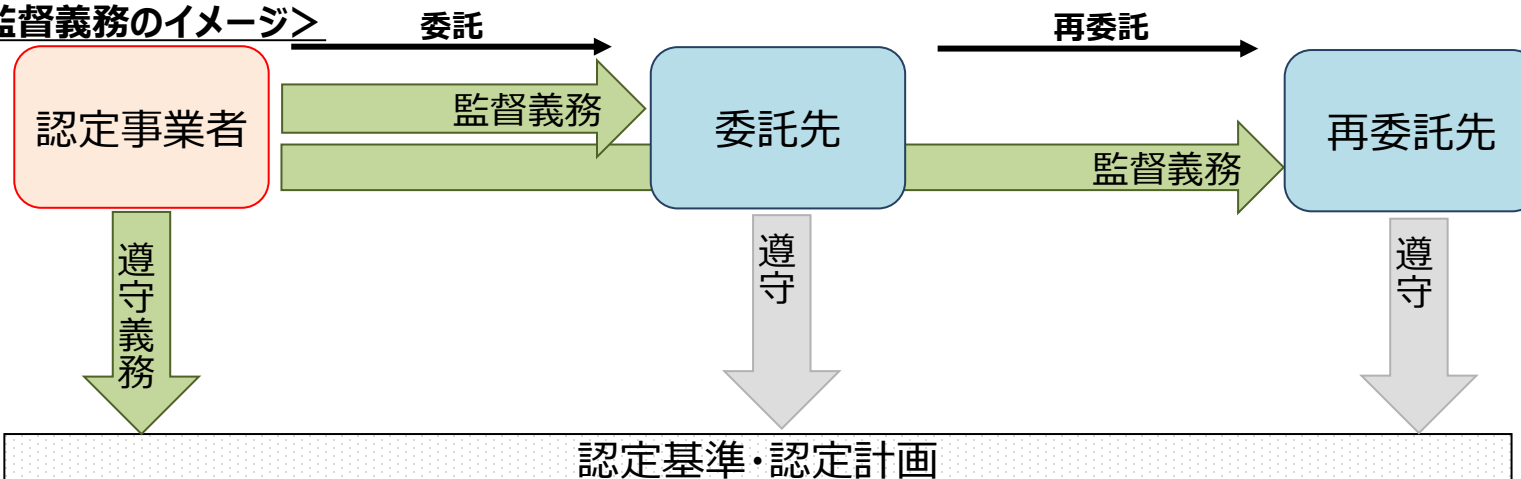 監督義務のイメージ＞
委託
再委託
認定事業者
監督義務
委託先
監督義務
再委託先
遵守義務
遵守
遵守
認定基準・認定計画